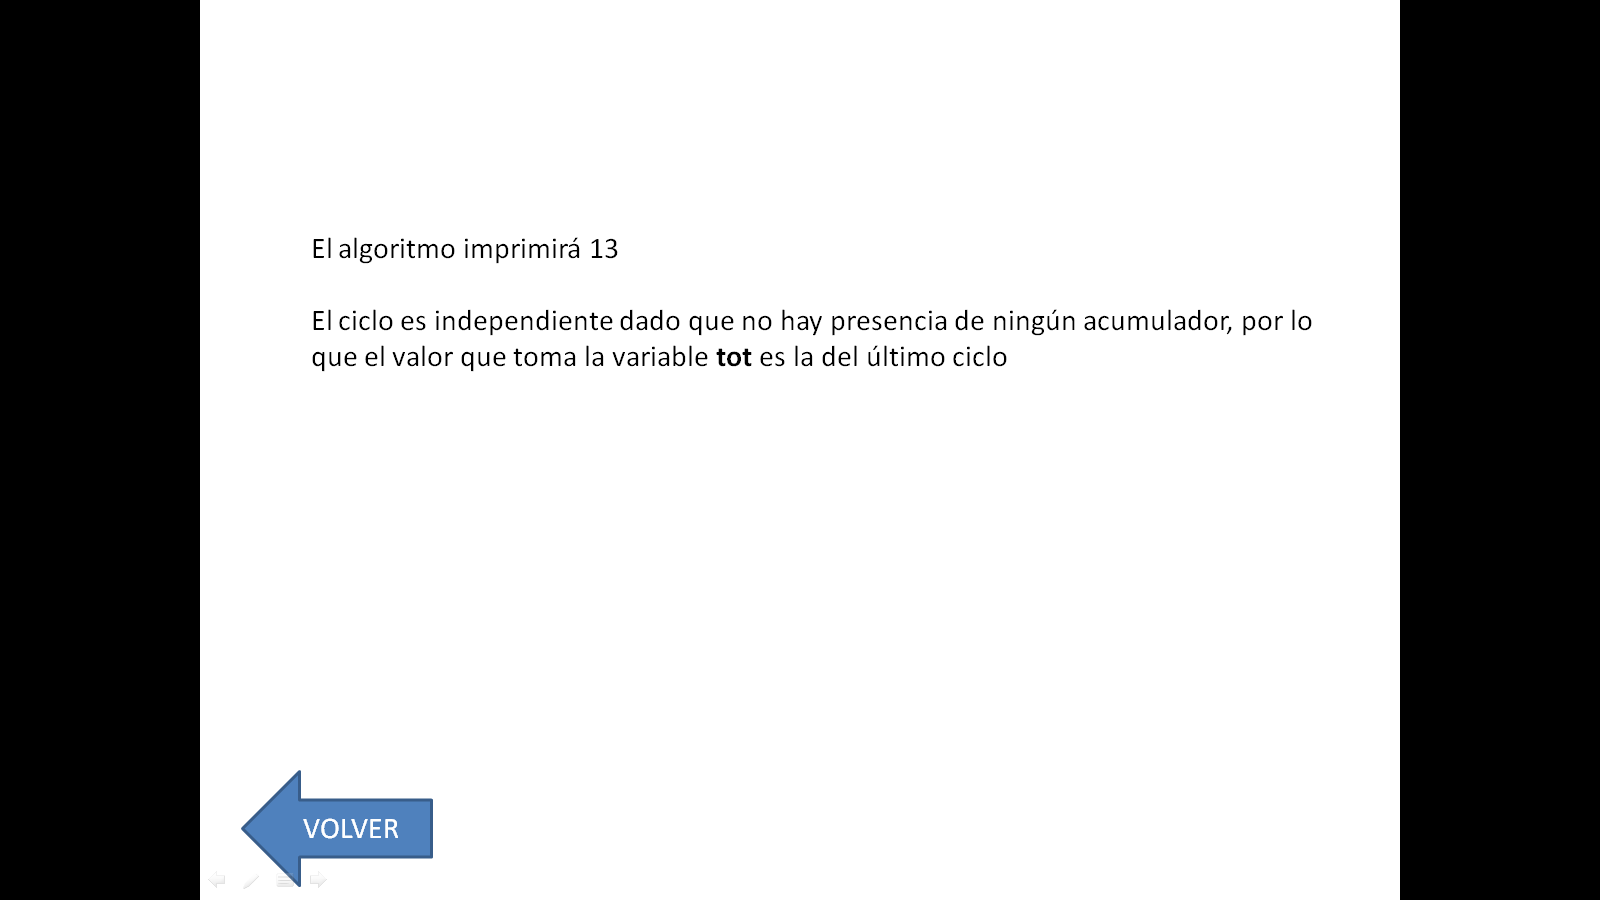 El algoritmo imprimirá 13
El ciclo es independiente dado que no hay presencia de ningún acumulador, por lo
que el valor que toma la variable tot es la del último ciclo
VOLVER